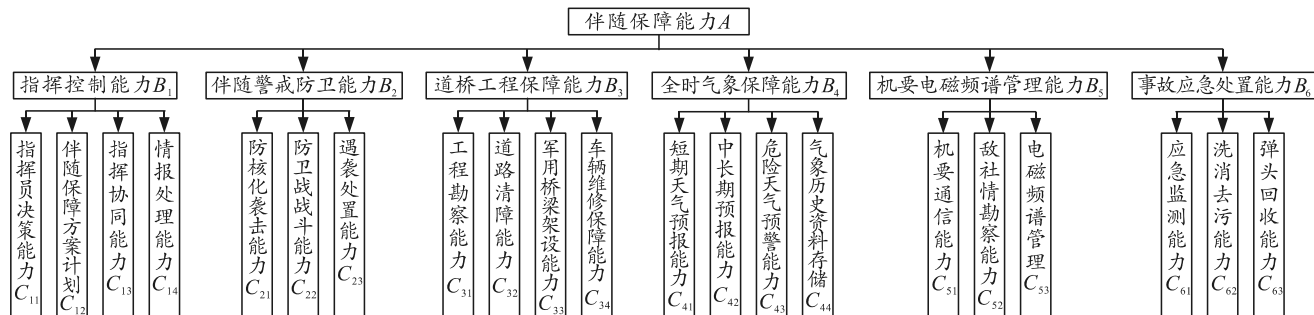 伴随保障能力A
指挥控制能力B₁
伴随警戒防卫能力B₂
道桥工程保障能力B₃
全时气象保障能力B₄
机要电磁频谱管理能力B₅
事故应急处置能力B₆
指挥员决策能力C₁₁
伴随保障方案计划C₁₂
指挥协同能力C₁₃
情报处理能力C₁₄
防核化袭击能力C₂₁
防卫战战斗能力C₂₂
遇袭处置能力C₂₃
工程勘察能力C₃₁
道路清障能力C₃₂
军用桥梁架设能力C₃₃
车辆维修保障能力C₃₄
短期天气预报能力C₄₁
中长期预报能力C₄₂
危险天气预警能力C₄₃
气象历史资料存储C₄₄
机要通信能力C₅₁
敌社情勘察能力C₅₂
电磁频谱管理C₅₃
应急监测能力C₆₁
洗消去污能力C₆₂
弹头回收能力C₆₃